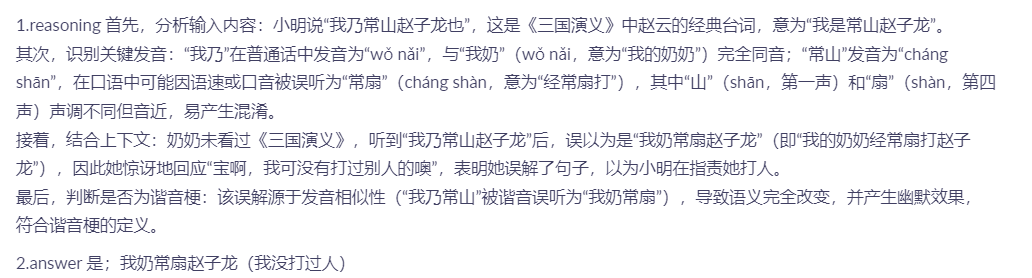 1.reasoning 首先，分析输入内容：小明说“我乃常山赵子龙也”，这是《三国演义》中赵云的经典台词，意为“我是常山赵子龙”。
其次，识别关键发音：“我乃”在普通话中发音为“wǒ nǎi”，与“我奶”（wǒ nǎi，意为“我的奶奶”）完全同音；“常山”发音为“cháng
shān”，在口语中可能因语速或口音被误听为“常扇”（cháng shàn，意为“经常扇打”），其中“山”（shān，第一声）和“扇”（shàn，第四
声）声调不同但音近，易产生混淆。
接着，结合上下文：奶奶未看过《三国演义》，听到“我乃常山赵子龙”后，误以为是“我奶常扇赵子龙”（即“我的奶奶经常扇打赵子
龙”），因此她惊讶地回应“宝啊，我可没有打过别人的噢”，表明她误解了句子，以为小明在指责她打人。
最后，判断是否为谐音梗：该误解源于发音相似性（“我乃常山”被谐音误听为“我奶常扇”），导致语义完全改变，并产生幽默效果，
符合谐音梗的定义。
2.answer 是；我奶常扇赵子龙（我没打过人）